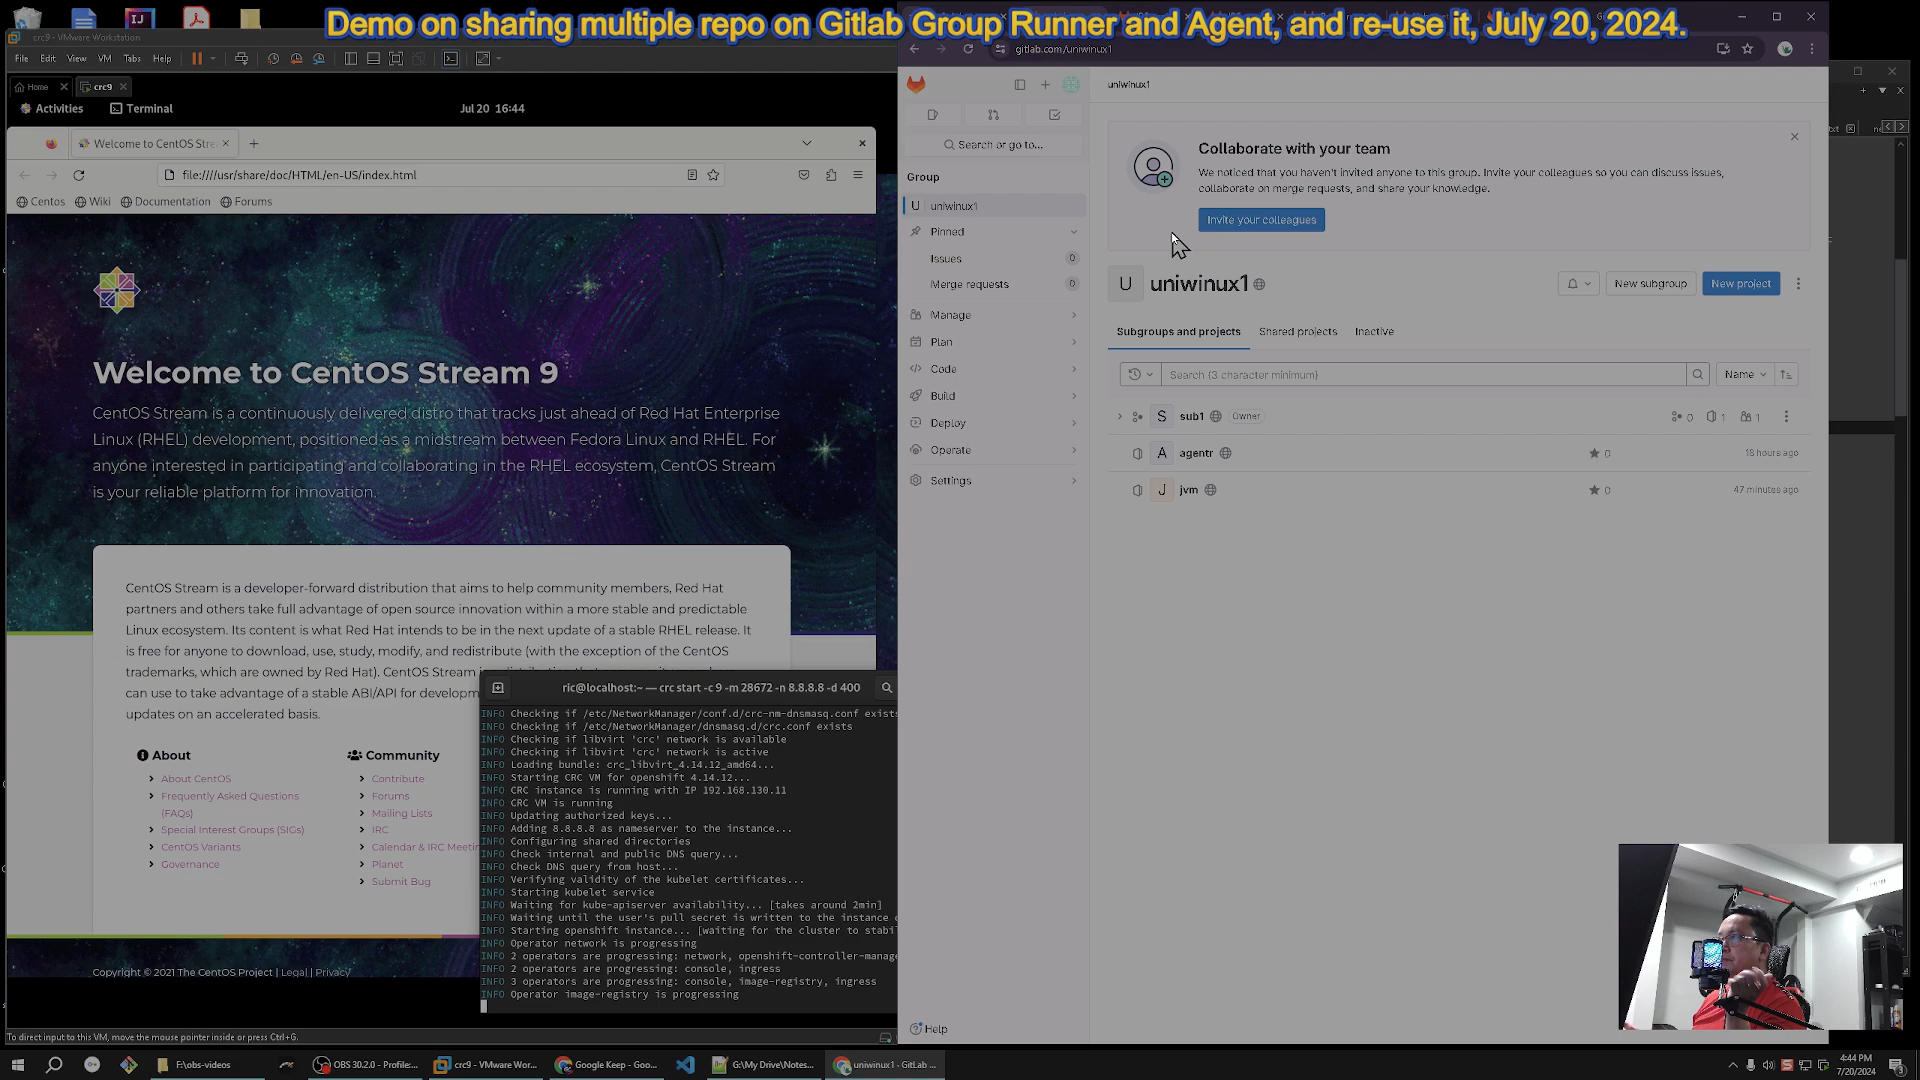 Demo on sharing multiple repo on Gitlab Group Runner and Agent, and re-use it, July 20, 2024.
crc9 - VMware Workstation
File Edit View VM Tabs Help
Home
crc9
Activities
Terminal
Jul 20 16:44
Welcome to CentOS Stre
file:////usr/share/doc/HTML/en-US/index.html
Centos Wiki Documentation Forums
Welcome to CentOS Stream 9
CentOS Stream is a continuously delivered distro that tracks just ahead of Red Hat Enterprise
Linux (RHEL) development, positioned as a midstream between Fedora Linux and RHEL. For
anyone interested in participating and collaborating in the RHEL ecosystem, CentOS Stream
is your reliable platform for innovation.
CentOS Stream is a developer-forward distribution that aims to help community members, Red Hat
partners and others take full advantage of open source innovation within a more stable and predictable
Linux ecosystem. Its content is what Red Hat intends to be in the next update of a stable RHEL release. It
is free for anyone to download, use, study, modify, and redistribute (with the exception of the CentOS
trademarks, which are owned by Red Hat). CentOS Stream
can use to take advantage of a stable ABI/API for developm
updates on an accelerated basis.
About
About CentOS
Frequently Asked Questions
(FAQs)
Special Interest Groups (SIGs)
CentOS Variants
Governance
Community
Contribute
Forums
Mailing Lists
IRC
Calendar & IRC Meetin
Planet
Submit Bug
Copyright © 2021 The CentOS Project | Legal | Privacy
ric@localhost:~ — crc start -c 9 -m 28672 -n 8.8.8.8 -d 400
INFO Checking if /etc/NetworkManager/conf.d/crc-nm-dnsmasq.conf exists
INFO Checking if /etc/NetworkManager/dnsmasq.d/crc.conf exists
INFO Checking if libvirt 'crc' network is available
INFO Checking if libvirt 'crc' network is active
INFO Loading bundle: crc_libvirt_4.14.12_amd64...
INFO Starting CRC VM for openshift 4.14.12...
INFO CRC instance is running with IP 192.168.130.11
INFO CRC VM is running
INFO Updating authorized keys...
INFO Adding 8.8.8.8 as nameserver to the instance...
INFO Configuring shared directories
INFO Check internal and public DNS query...
INFO Check DNS query from host...
INFO Verifying validity of the kubelet certificates...
INFO Starting kubelet service
INFO Waiting for kube-apiserver availability... [takes around 2min]
INFO Waiting until the user's pull secret is written to the instance
INFO Starting openshift instance... [waiting for the cluster to stabil
INFO Operator network is progressing
INFO 2 operators are progressing: network, openshift-controller-manage
INFO 2 operators are progressing: console, ingress
INFO 3 operators are progressing: console, image-registry, ingress
INFO Operator image-registry is progressing
To direct input to this VM, move the mouse pointer inside or press Ctrl+G.
gitlab.com/uniwinux1
Search or go to...
Group
U uniwinux1
Pinned
Issues 0
Merge requests 0
Manage
Plan
Code
Build
Deploy
Operate
Settings
Help
uniwinux1
Collaborate with your team
We noticed that you haven't invited anyone to this group. Invite your colleagues so you can discuss issues,
collaborate on merge requests, and share your knowledge.
Invite your colleagues
U uniwinux1
New subgroup New project
Subgroups and projects Shared projects Inactive
Search (3 character minimum)
Name
S sub1 Owner 0 1 1
A agentr 0 18 hours ago
J jvm 0 47 minutes ago
F:\obs-videos
OBS 30.2.0 - Profile:...
crc9 - VMware Wor...
Google Keep - Goo...
G:\My Drive\Notes...
uniwinux1 - GitLab ...
4:44 PM
7/20/2024